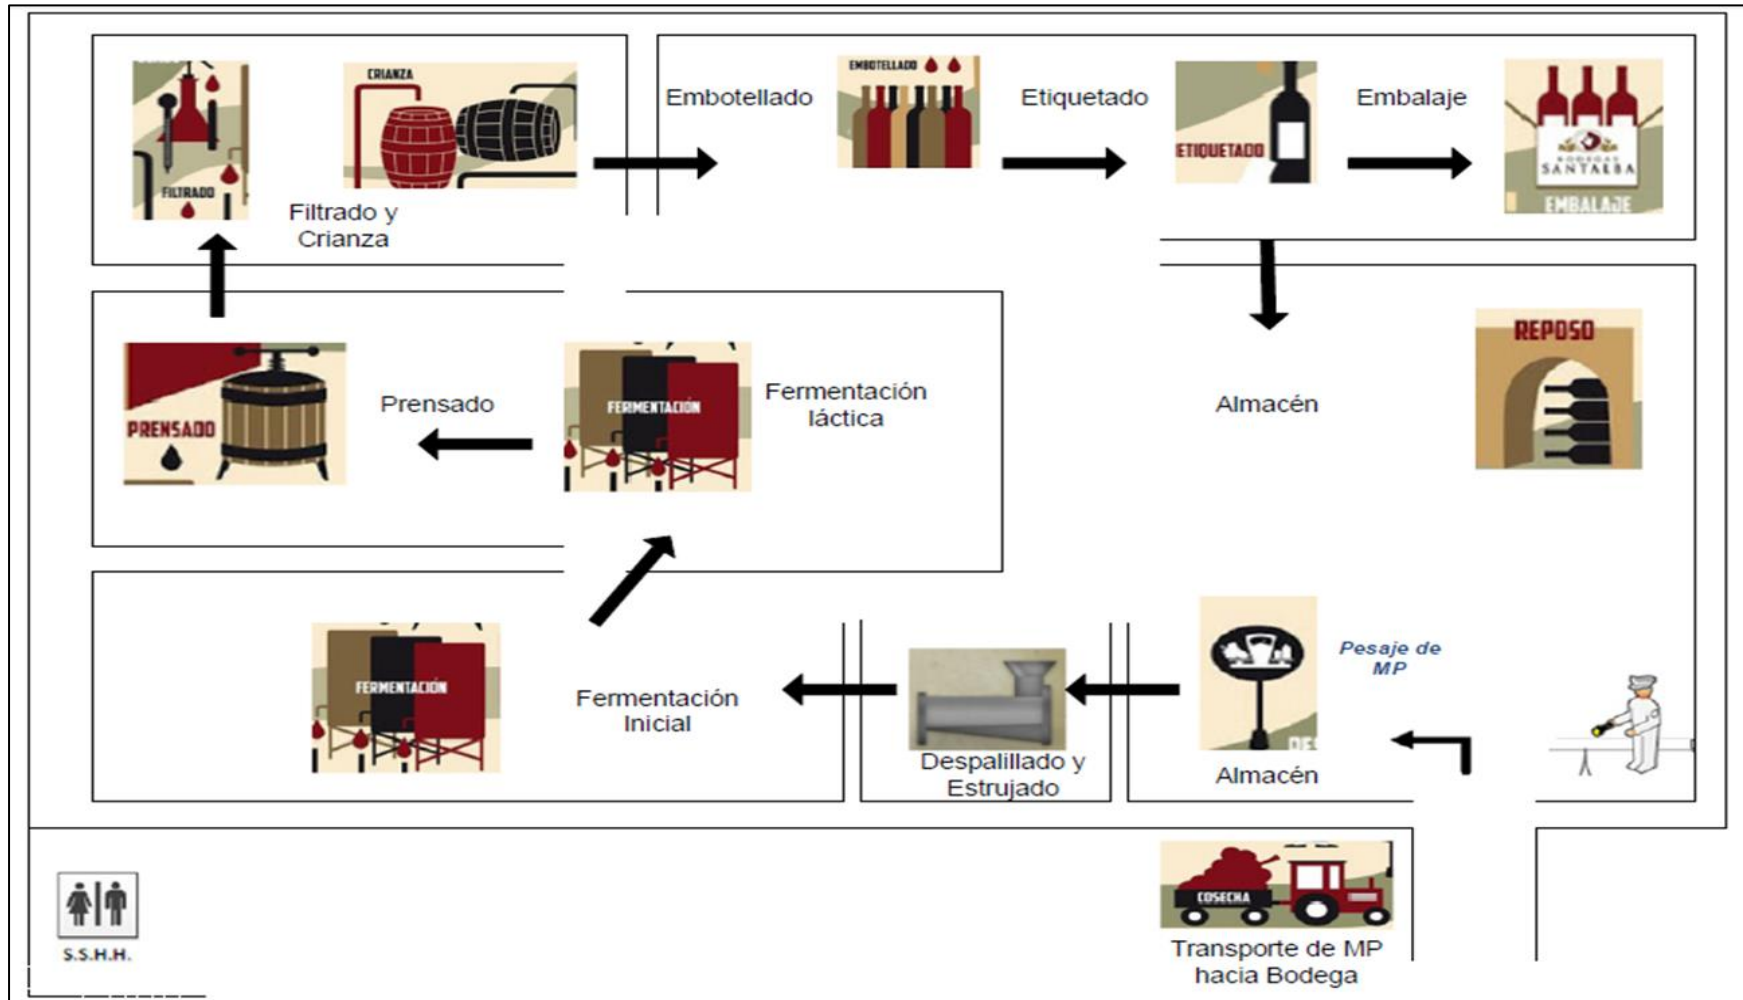 FILTRADO
CRIANZA
Filtrado y
Crianza
Embotellado
EMBOTELLADO
Etiquetado
ETIQUETADO
Embalaje
BODEGAS
SANTALBA
EMBALAJE
PRENSADO
Prensado
FERMENTACIÓN
Fermentación
láctica
Almacén
REPOSO
FERMENTACIÓN
Fermentación
Inicial
Despalillado y
Estrujado
Pesaje de
MP
Almacén
S.S.H.H.
COSECHA
Transporte de MP
hacia Bodega